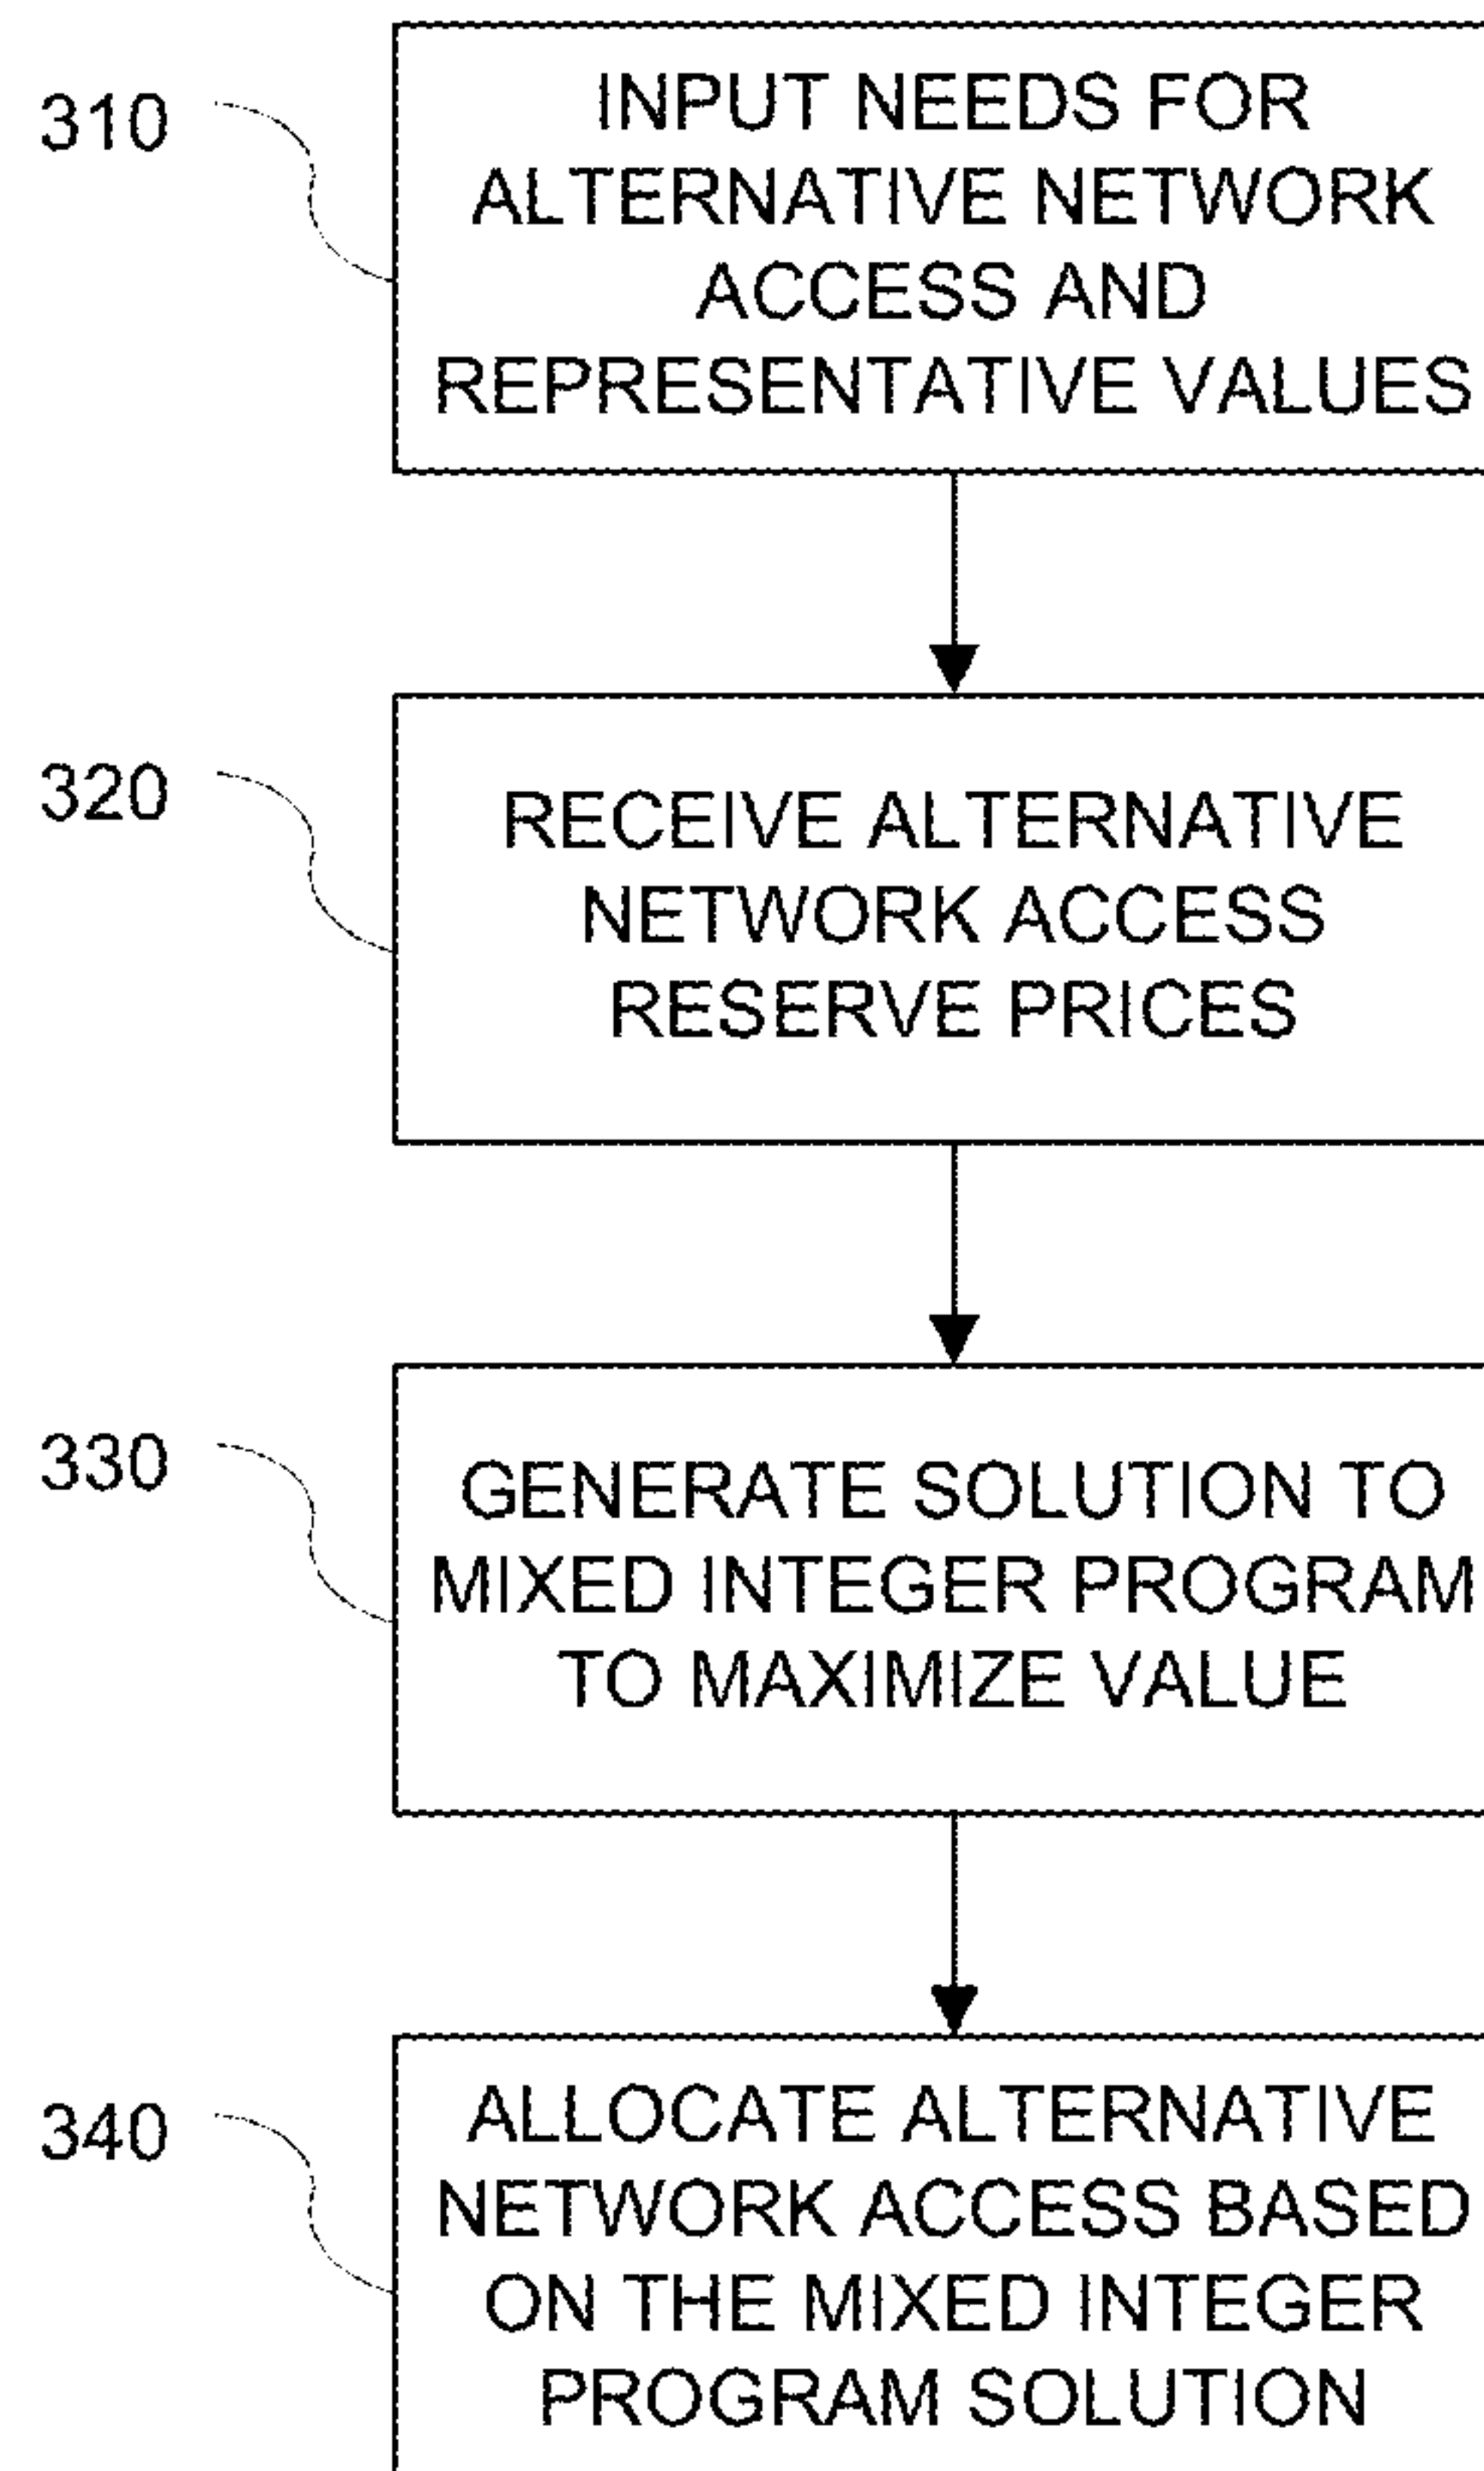 310
INPUT NEEDS FOR
ALTERNATIVE NETWORK
ACCESS AND
REPRESENTATIVE VALUES
320
RECEIVE ALTERNATIVE
NETWORK ACCESS
RESERVE PRICES
330
GENERATE SOLUTION TO
MIXED INTEGER PROGRAM
TO MAXIMIZE VALUE
340
ALLOCATE ALTERNATIVE
NETWORK ACCESS BASED
ON THE MIXED INTEGER
PROGRAM SOLUTION